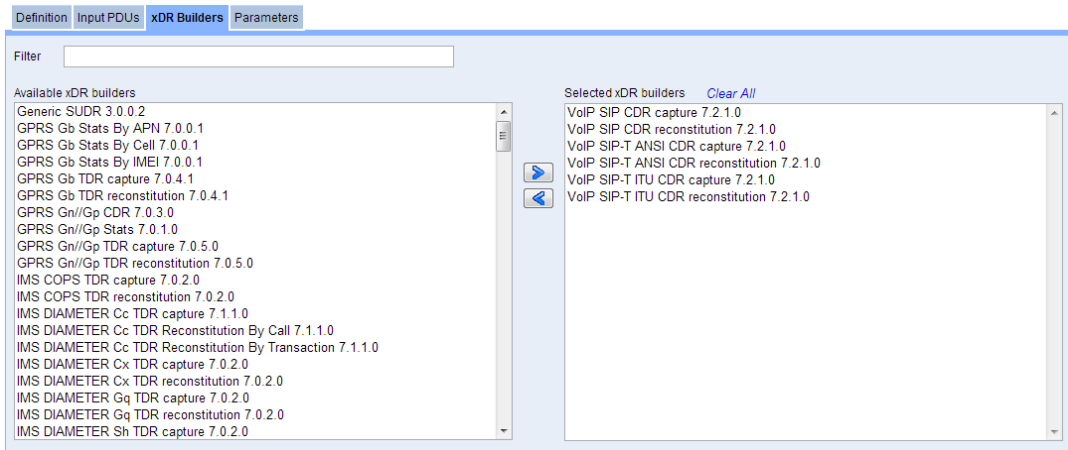 Definition Input PDUs xDR Builders Parameters
Filter
Available xDR builders
Generic SUDR 3.0.0.2
GPRS Gb Stats By APN 7.0.0.1
GPRS Gb Stats By Cell 7.0.0.1
GPRS Gb Stats By IMEI 7.0.0.1
GPRS Gb TDR capture 7.0.4.1
GPRS Gb TDR reconstitution 7.0.4.1
GPRS Gn//Gp CDR 7.0.3.0
GPRS Gn//Gp Stats 7.0.1.0
GPRS Gn//Gp TDR capture 7.0.5.0
GPRS Gn//Gp TDR reconstitution 7.0.5.0
IMS COPS TDR capture 7.0.2.0
IMS COPS TDR reconstitution 7.0.2.0
IMS DIAMETER Cc TDR capture 7.1.1.0
IMS DIAMETER Cc TDR Reconstitution By Call 7.1.1.0
IMS DIAMETER Cc TDR Reconstitution By Transaction 7.1.1.0
IMS DIAMETER Cx TDR capture 7.0.2.0
IMS DIAMETER Cx TDR reconstitution 7.0.2.0
IMS DIAMETER Gq TDR capture 7.0.2.0
IMS DIAMETER Gq TDR reconstitution 7.0.2.0
IMS DIAMETER Sh TDR capture 7.0.2.0
Selected xDR builders Clear All
VoIP SIP CDR capture 7.2.1.0
VoIP SIP CDR reconstitution 7.2.1.0
VoIP SIP-T ANSI CDR capture 7.2.1.0
VoIP SIP-T ANSI CDR reconstitution 7.2.1.0
VoIP SIP-T ITU CDR capture 7.2.1.0
VoIP SIP-T ITU CDR reconstitution 7.2.1.0